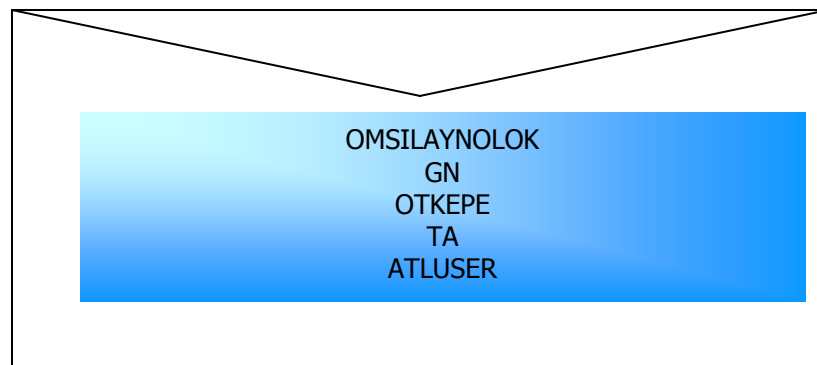 OMSILAYNOLOK
GN
OTKEPE
TA
ATLUSER